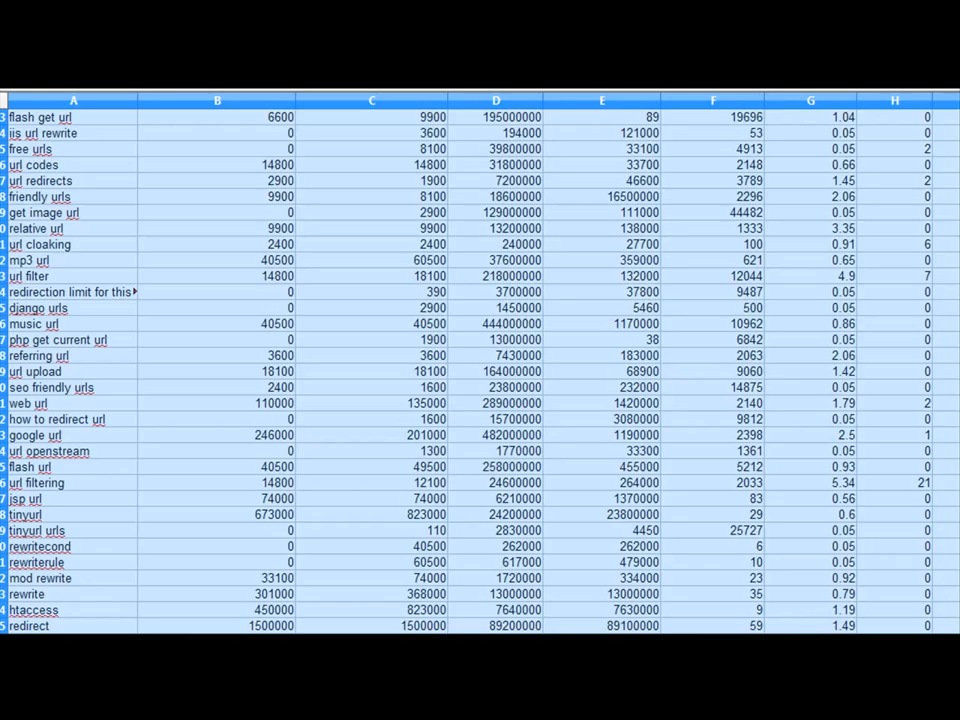 A B C D E F G H
3 flash get url 6600 9900 195000000 89 19696 1.04 0
4 iis url rewrite 0 3600 194000 121000 53 0.05 0
5 free urls 0 8100 39800000 33100 4913 0.05 2
6 url codes 14800 14800 31800000 33700 2148 0.66 0
7 url redirects 2900 1900 7200000 46600 3789 1.45 2
8 friendly urls 9900 8100 18600000 16500000 2296 2.06 0
9 get image url 0 2900 129000000 111000 44482 0.05 0
0 relative url 9900 9900 13200000 138000 1333 3.35 0
1 url cloaking 2400 2400 240000 27700 100 0.91 6
2 mp3 url 40500 60500 37600000 359000 621 0.65 0
3 url filter 14800 18100 218000000 132000 12044 4.9 7
4 redirection limit for this 0 390 3700000 37800 9487 0.05 0
5 django urls 0 2900 1450000 5460 500 0.05 0
6 music url 40500 40500 444000000 1170000 10962 0.86 0
7 php get current url 0 1900 13000000 38 6842 0.05 0
8 referring url 3600 3600 7430000 183000 2063 2.06 0
9 url upload 18100 18100 164000000 68900 9060 1.42 0
0 seo friendly urls 2400 1600 23800000 232000 14875 0.05 0
1 web url 110000 135000 289000000 1420000 2140 1.79 2
2 how to redirect url 0 1600 15700000 3080000 9812 0.05 0
3 google url 246000 201000 482000000 1190000 2398 2.5 1
4 url openstream 0 1300 1770000 33300 1361 0.05 0
5 flash url 40500 49500 258000000 455000 5212 0.93 0
6 url filtering 14800 12100 24600000 264000 2033 5.34 21
7 jsp url 74000 74000 6210000 1370000 83 0.56 0
8 tinyurl 673000 823000 24200000 23800000 29 0.6 0
9 tinyurl urls 0 110 2830000 4450 25727 0.05 0
0 rewritecond 0 40500 262000 262000 6 0.05 0
1 rewriterule 0 60500 617000 479000 10 0.05 0
2 mod rewrite 33100 74000 1720000 334000 23 0.92 0
3 rewrite 301000 368000 13000000 13000000 35 0.79 0
4 htaccess 450000 823000 7640000 7630000 9 1.19 0
5 redirect 1500000 1500000 89200000 89100000 59 1.49 0